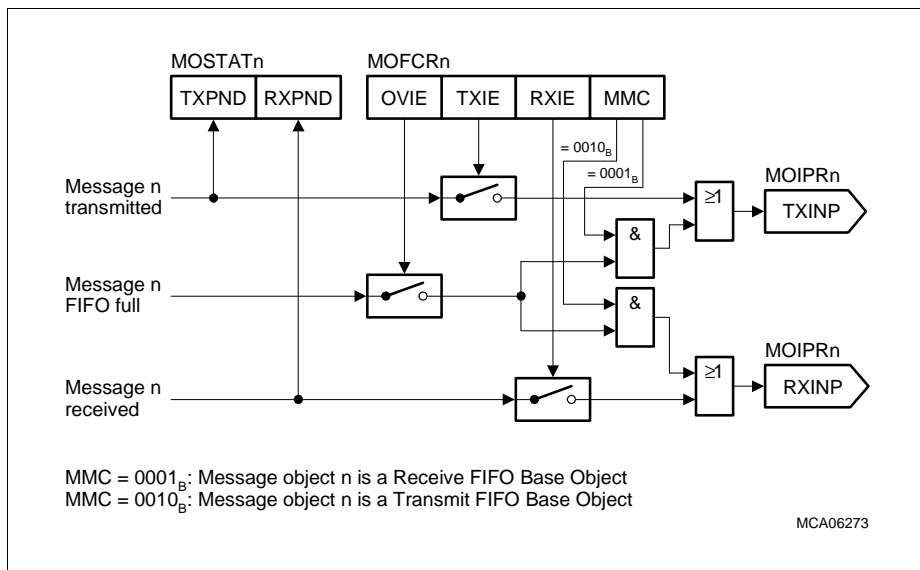 MOSTATn
MOFCRn
TXPND RXPND
OVIE TXIE RXIE MMC
= 0010B
= 0001B
MOIPRn
Message n
transmitted
≥1
TXINP
&
Message n
FIFO full
&
MOIPRn
≥1
RXINP
Message n
received
MMC = 0001B: Message object n is a Receive FIFO Base Object
MMC = 0010B: Message object n is a Transmit FIFO Base Object
MCA06273